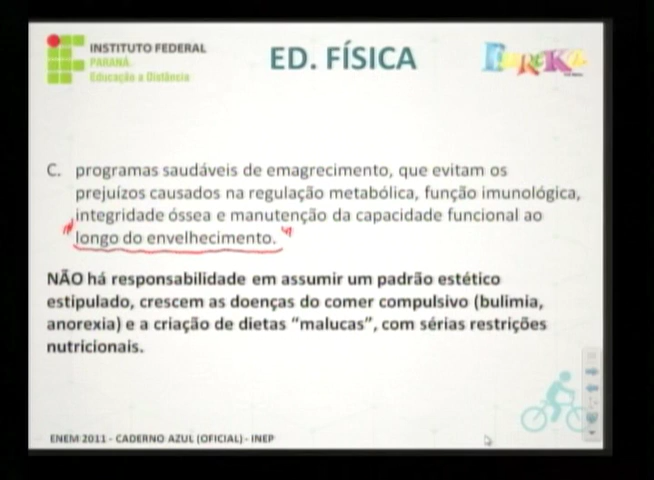 INSTITUTO FEDERAL
PARANÁ
Educação a Distância
ED. FÍSICA
EUREKA
C. programas saudáveis de emagrecimento, que evitam os
prejuízos causados na regulação metabólica, função imunológica,
integridade óssea e manutenção da capacidade funcional ao
longo do envelhecimento.
NÃO há responsabilidade em assumir um padrão estético
estipulado, crescem as doenças do comer compulsivo (bulimia,
anorexia) e a criação de dietas “malucas”, com sérias restrições
nutricionais.
ENEM 2011 - CADERNO AZUL (OFICIAL) - INEP